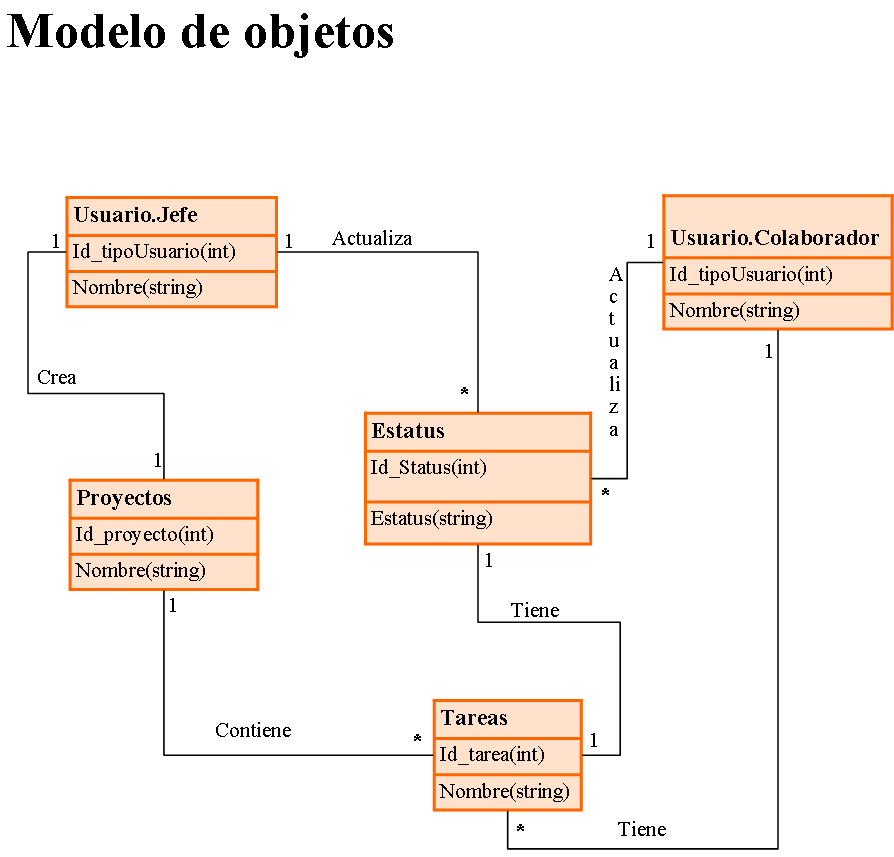 Modelo de objetos
Usuario.Jefe
Id_tipoUsuario(int)
Nombre(string)
1
1
Actualiza
*
Crea
1
Usuario.Colaborador
Id_tipoUsuario(int)
Nombre(string)
1
Actualiza
*
1
Estatus
Id_Status(int)
Estatus(string)
1
Tiene
1
Proyectos
Id_proyecto(int)
Nombre(string)
1
Contiene
*
Tareas
Id_tarea(int)
Nombre(string)
*
Tiene